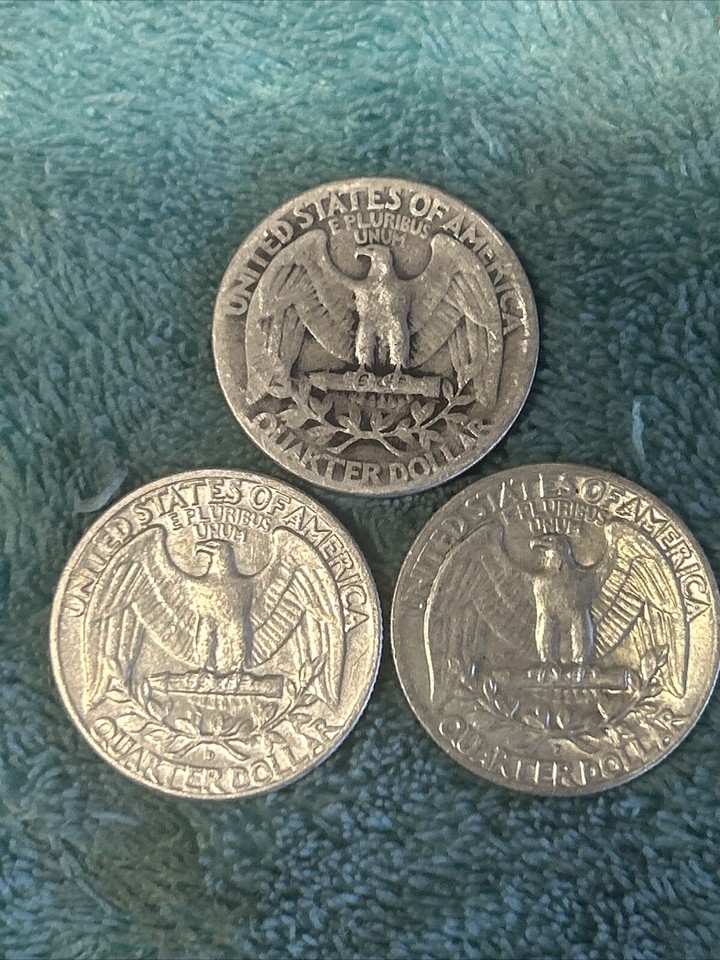 UNITED STATES OF AMERICA
E PLURIBUS
UNUM
QUARTER DOLLAR
UNITED STATES OF AMERICA
E PLURIBUS
UNUM
D
QUARTER DOLLAR
UNITED STATES OF AMERICA
E PLURIBUS
UNUM
QUARTER DOLLAR